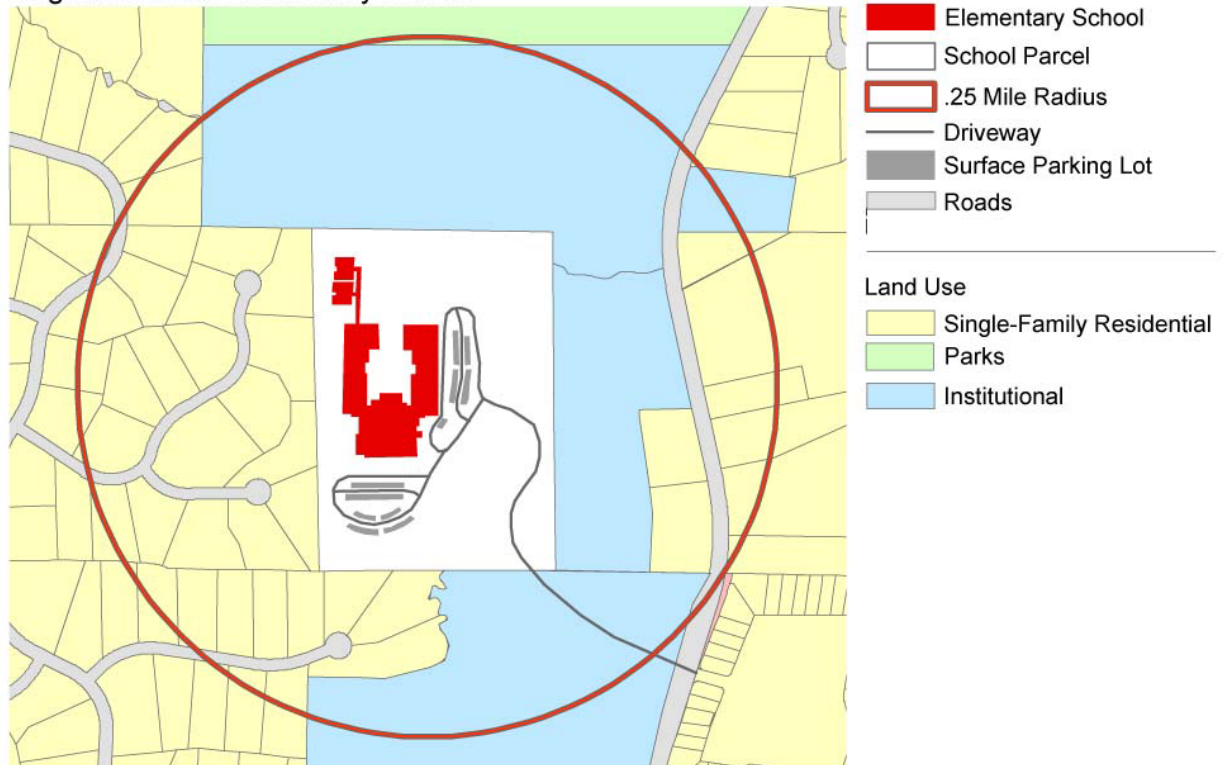 Elementary School
School Parcel
.25 Mile Radius
Driveway
Surface Parking Lot
Roads
Land Use
Single-Family Residential
Parks
Institutional